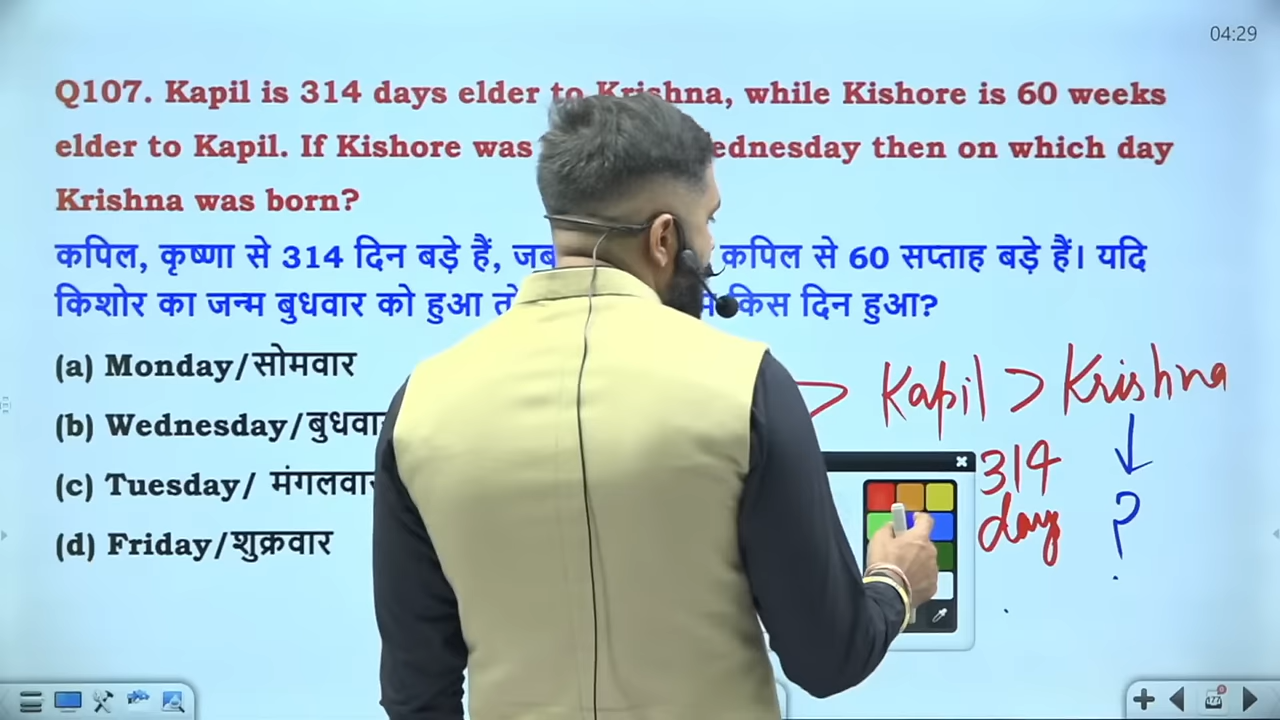 04:29
Q107. Kapil is 314 days elder to Krishna, while Kishore is 60 weeks
elder to Kapil. If Kishore was ednesday then on which day
Krishna was born?
कपिल, कृष्णा से 314 दिन बड़े हैं, जब कपिल से 60 सप्ताह बड़े हैं। यदि
किशोर का जन्म बुधवार को हुआ किस दिन हुआ?
(a) Monday/सोमवार
(b) Wednesday/बुधवा
(c) Tuesday/ मंगलवार
(d) Friday/शुक्रवार
> Kapil > Krishna
314
day
?